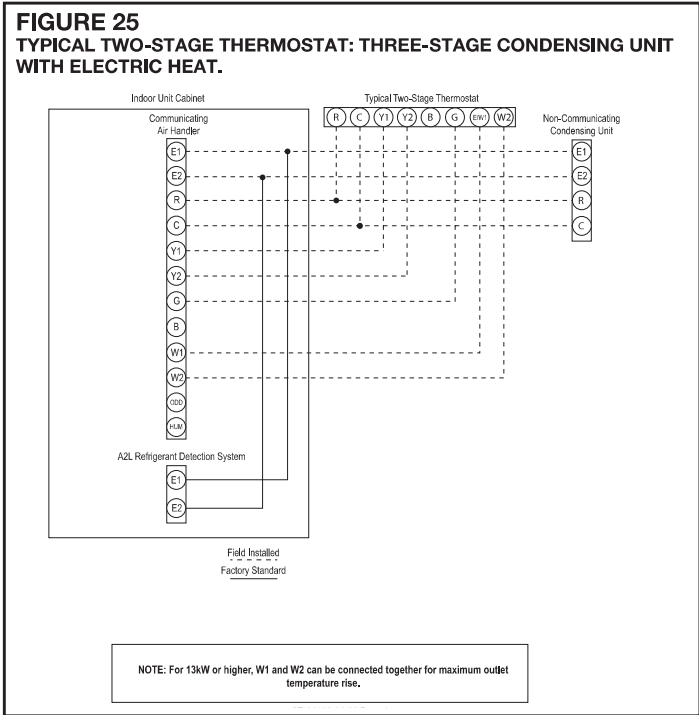 FIGURE 25
TYPICAL TWO-STAGE THERMOSTAT: THREE-STAGE CONDENSING UNIT
WITH ELECTRIC HEAT.
Indoor Unit Cabinet
Typical Two-Stage Thermostat
R C Y1 Y2 B G E/W1 W2
Communicating
Air Handler
E1
E2
R
C
Y1
Y2
G
B
W1
W2
ODD
HUM
Non-Communicating
Condensing Unit
E1
E2
R
C
A2L Refrigerant Detection System
E1
E2
Field Installed
Factory Standard
NOTE: For 13kW or higher, W1 and W2 can be connected together for maximum outlet
temperature rise.